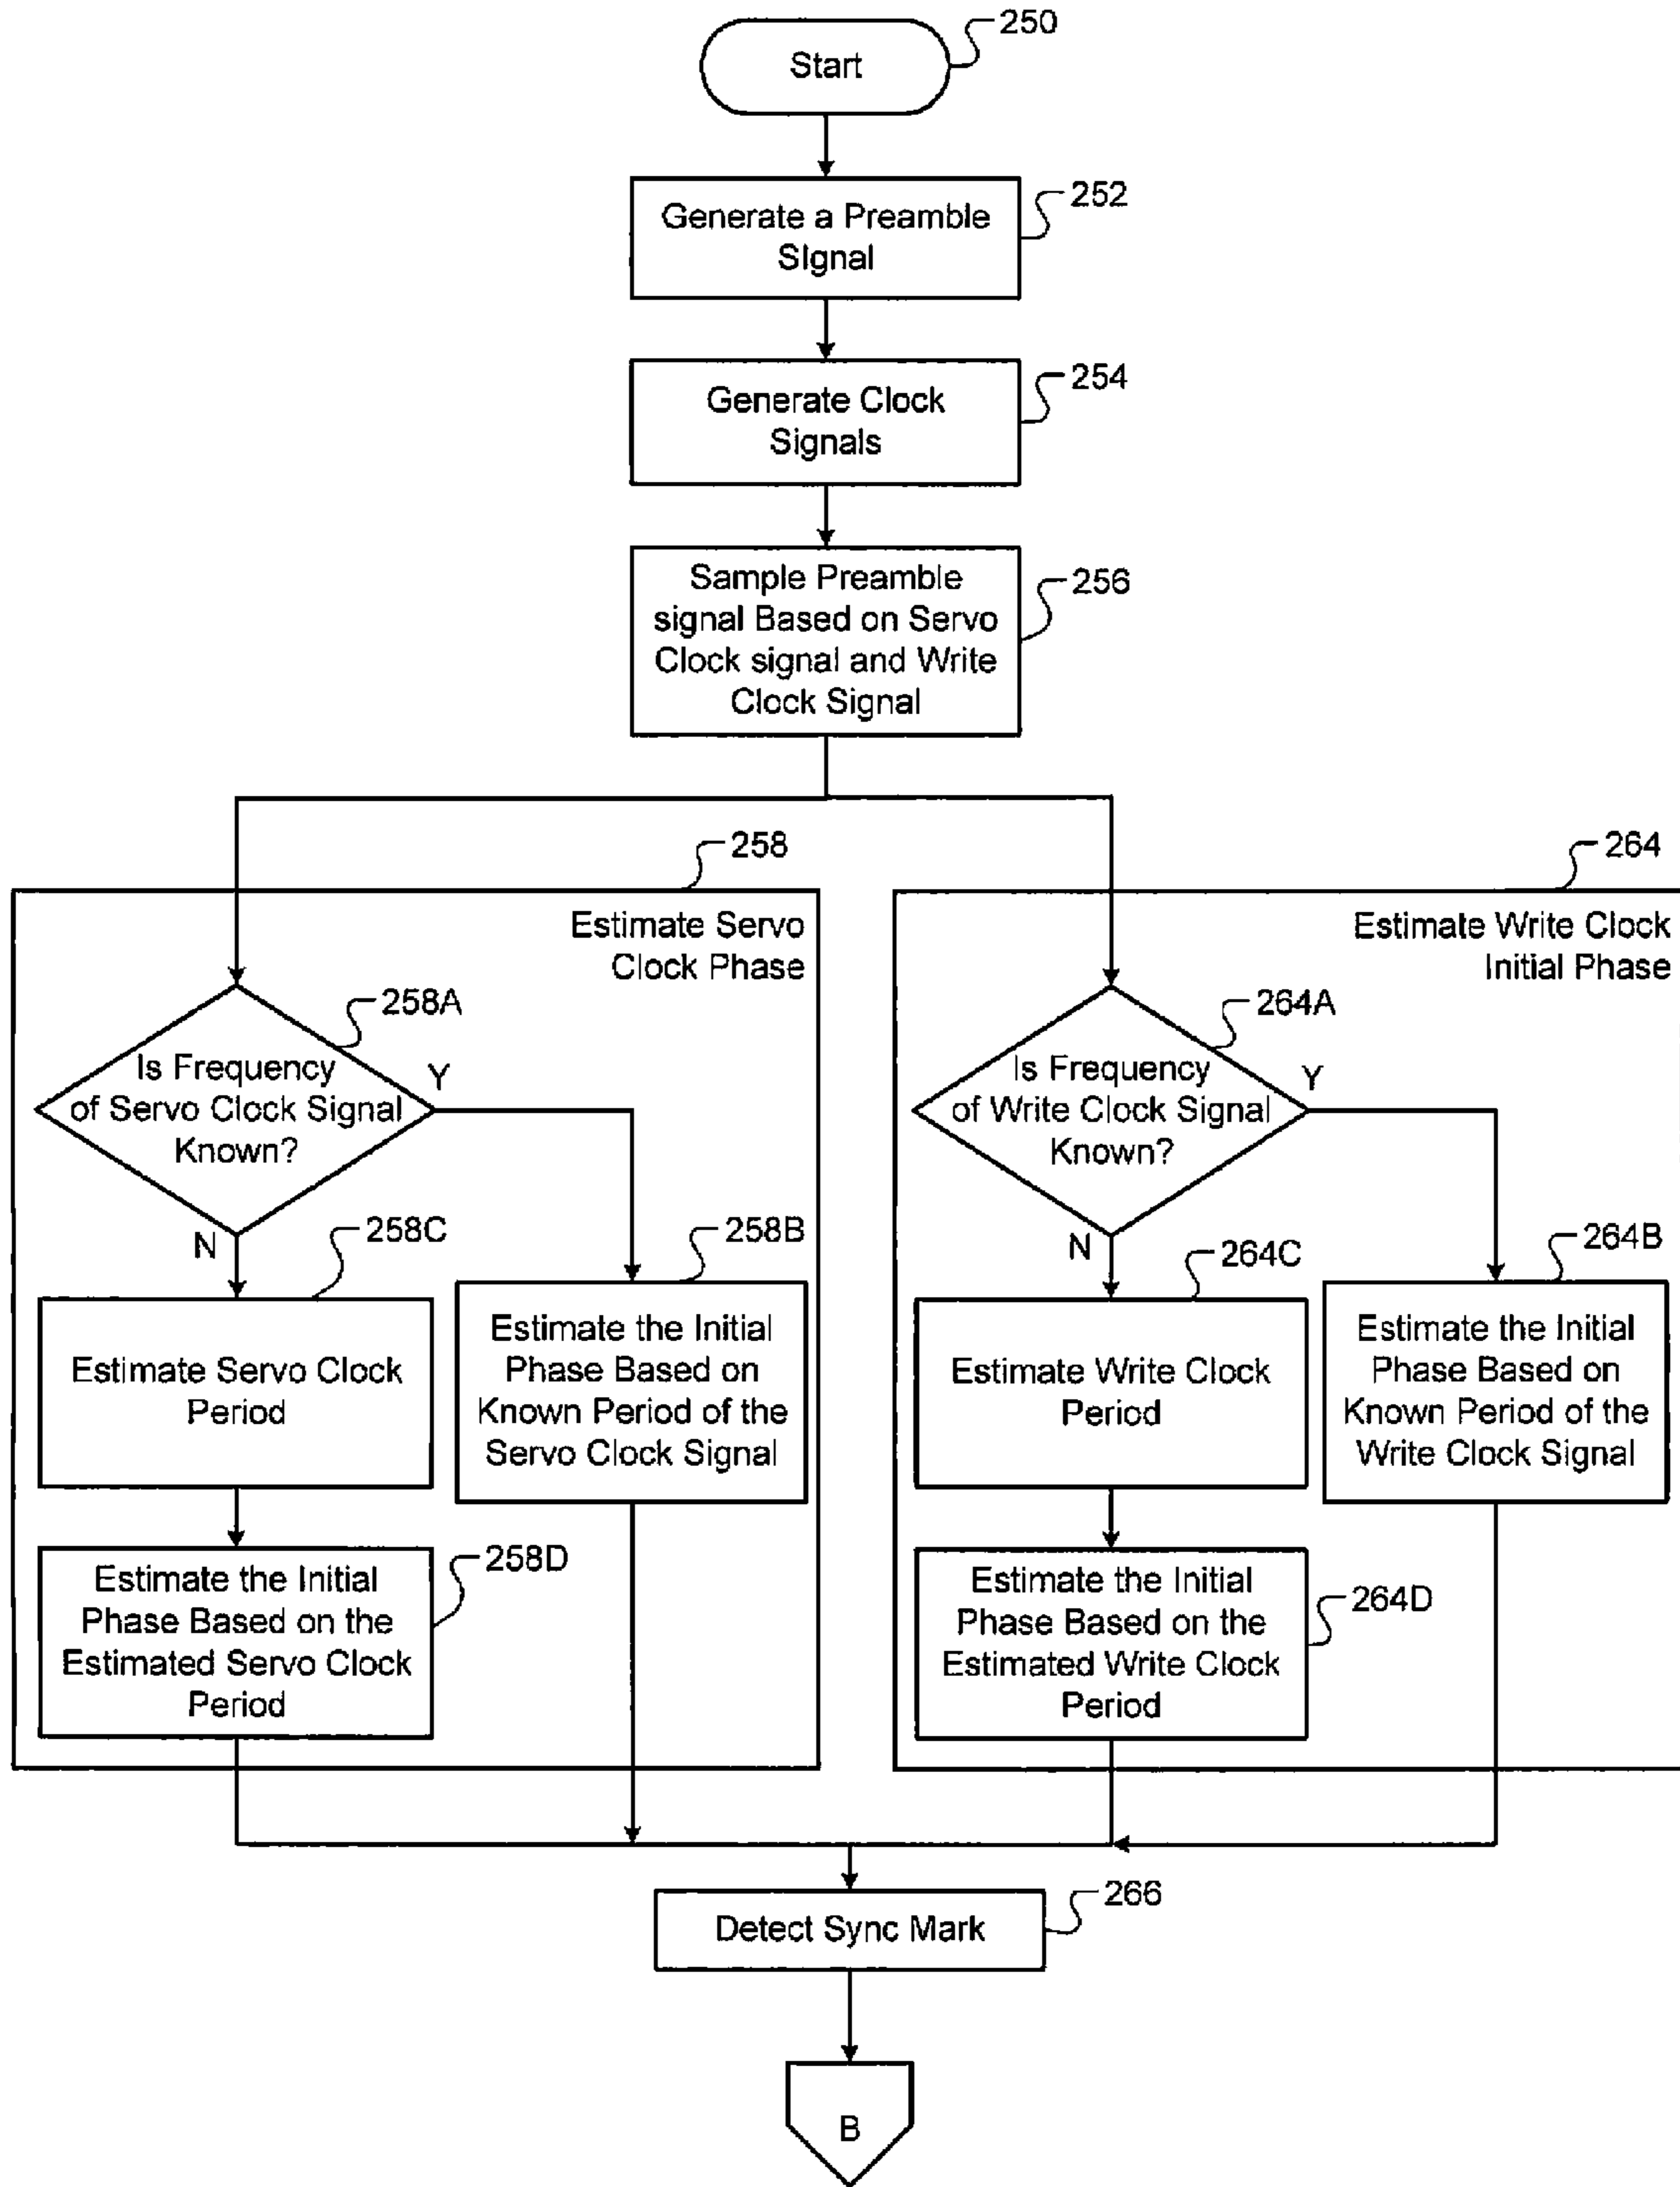 250
Start
252
Generate a Preamble
SIgnal
254
Generate Clock
Signals
256
Sample Preamble
signal Based on Servo
Clock signal and Write
Clock Signal
258
Estimate Servo
Clock Phase
258A
Is Frequency
of Servo Clock Signal
Known?
Y
N
258C
Estimate Servo Clock
Period
258B
Estimate the Initial
Phase Based on
Known Period of the
Servo Clock Signal
258D
Estimate the Initial
Phase Based on the
Estimated Servo Clock
Period
264
Estimate Write Clock
Initial Phase
264A
Is Frequency
of Write Clock Signal
Known?
Y
N
264C
Estimate Write Clock
Period
264B
Estimate the Initial
Phase Based on
Known Period of the
Write Clock Signal
264D
Estimate the Initial
Phase Based on the
Estimated Write Clock
Period
266
Detect Sync Mark
B